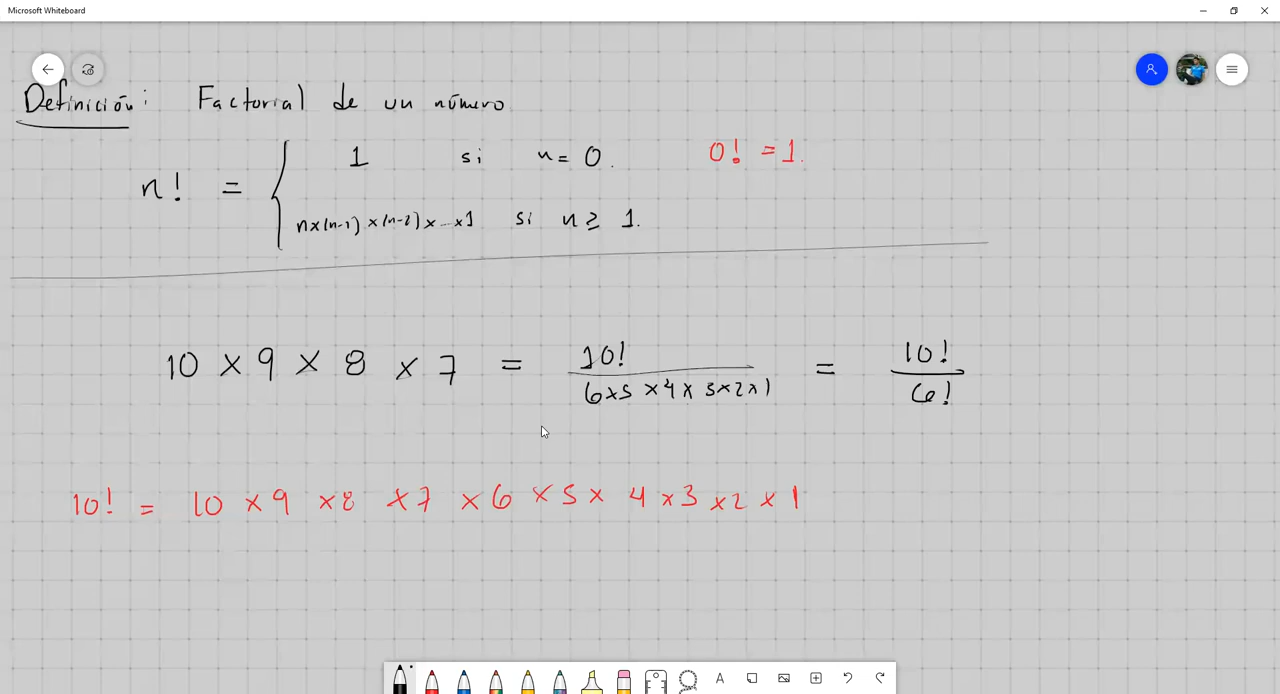 Microsoft Whiteboard
Definición: Factorial de un número
1 si n = 0. 0! = 1.
n! =
n×(n-1)×(n-2)×...×1 si n ≥ 1.
10 × 9 × 8 × 7 = 10! / 6×5×4×3×2×1 = 10! / 6!
10! = 10 × 9 × 8 × 7 × 6 × 5 × 4 × 3 × 2 × 1
A